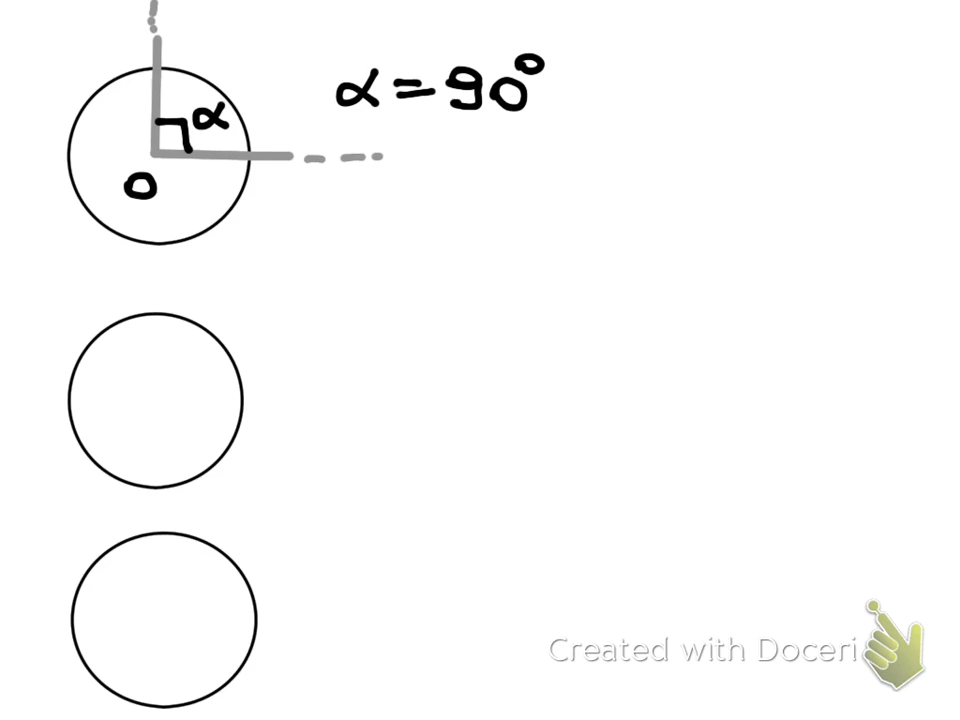 α = 90°
α
O
Created with Doceri